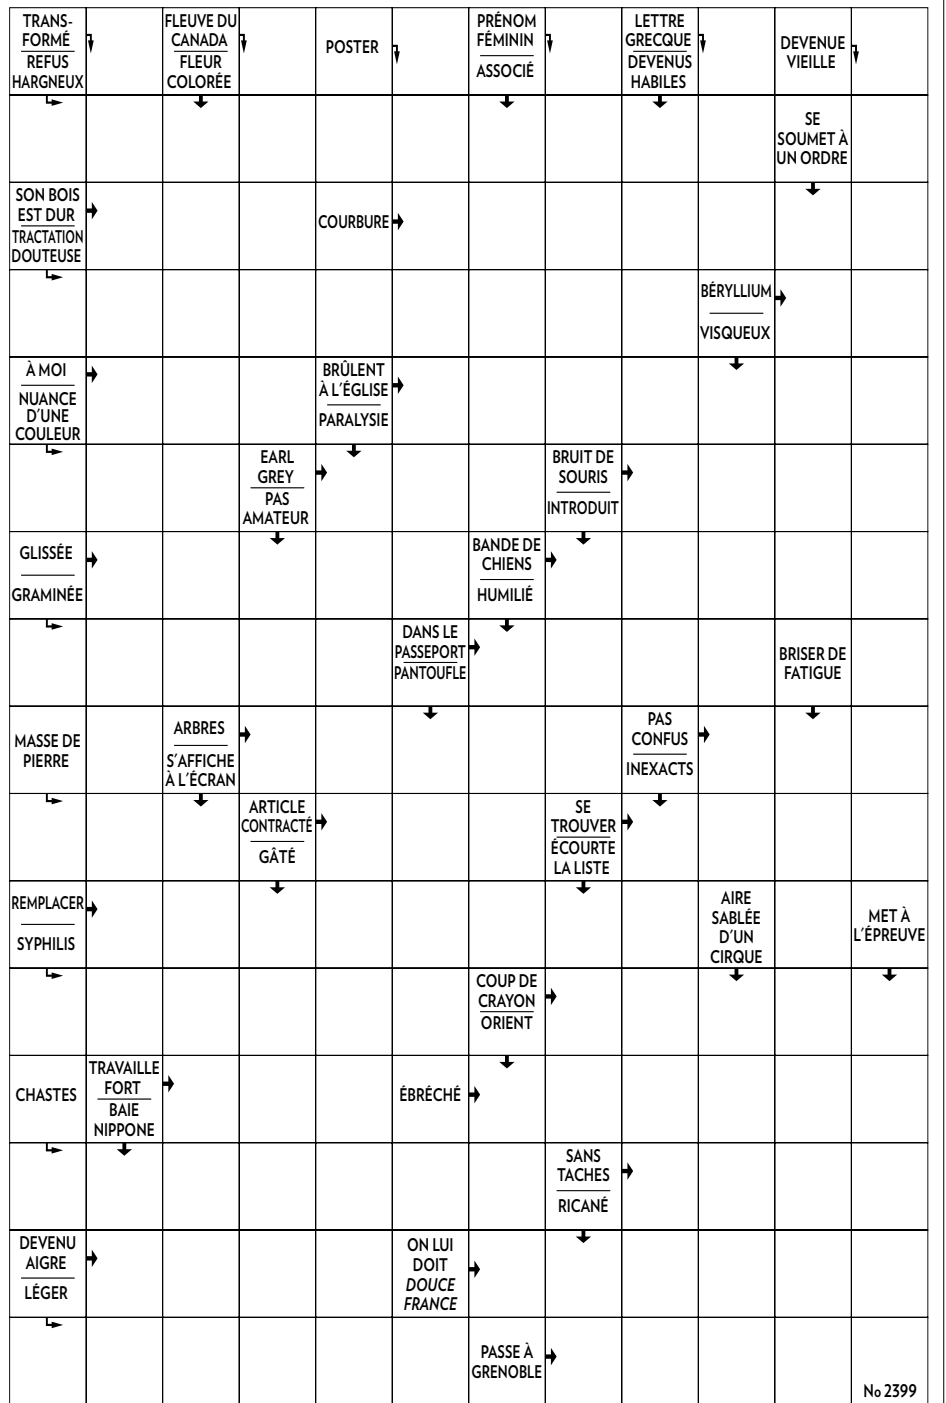 TRANS-
FORMÉ
REFUS
HARGNEUX
FLEUVE DU
CANADA
FLEUR
COLORÉE
POSTER
PRÉNOM
FÉMININ
ASSOCIÉ
LETTRE
GRECQUE
DEVENUS
HABILES
DEVENUE
VIEILLE
SE
SOUMET À
UN ORDRE
SON BOIS
EST DUR
TRACTATION
DOUTEUSE
COURBURE
BÉRYLLIUM
VISQUEUX
À MOI
NUANCE
D'UNE
COULEUR
BRÛLENT
À L'ÉGLISE
PARALYSIE
EARL
GREY
PAS
AMATEUR
BRUIT DE
SOURIS
INTRODUIT
GLISSÉE
GRAMINÉE
BANDE DE
CHIENS
HUMILIÉ
DANS LE
PASSEPORT
PANTOUFLE
BRISER DE
FATIGUE
MASSE DE
PIERRE
ARBRES
S'AFFICHE
À L'ÉCRAN
PAS
CONFUS
INEXACTS
ARTICLE
CONTRACTÉ
GÂTÉ
SE
TROUVER
ÉCOURTE
LA LISTE
REMPLACER
SYPHILIS
AIRE
SABLÉE
D'UN
CIRQUE
MET À
L'ÉPREUVE
COUP DE
CRAYON
ORIENT
CHASTES
TRAVAILLE
FORT
BAIE
NIPPONE
ÉBRÉCHÉ
SANS
TACHES
RICANÉ
DEVENU
AIGRE
LÉGER
ON LUI
DOIT
DOUCE
FRANCE
PASSE À
GRENOBLE
No 2399